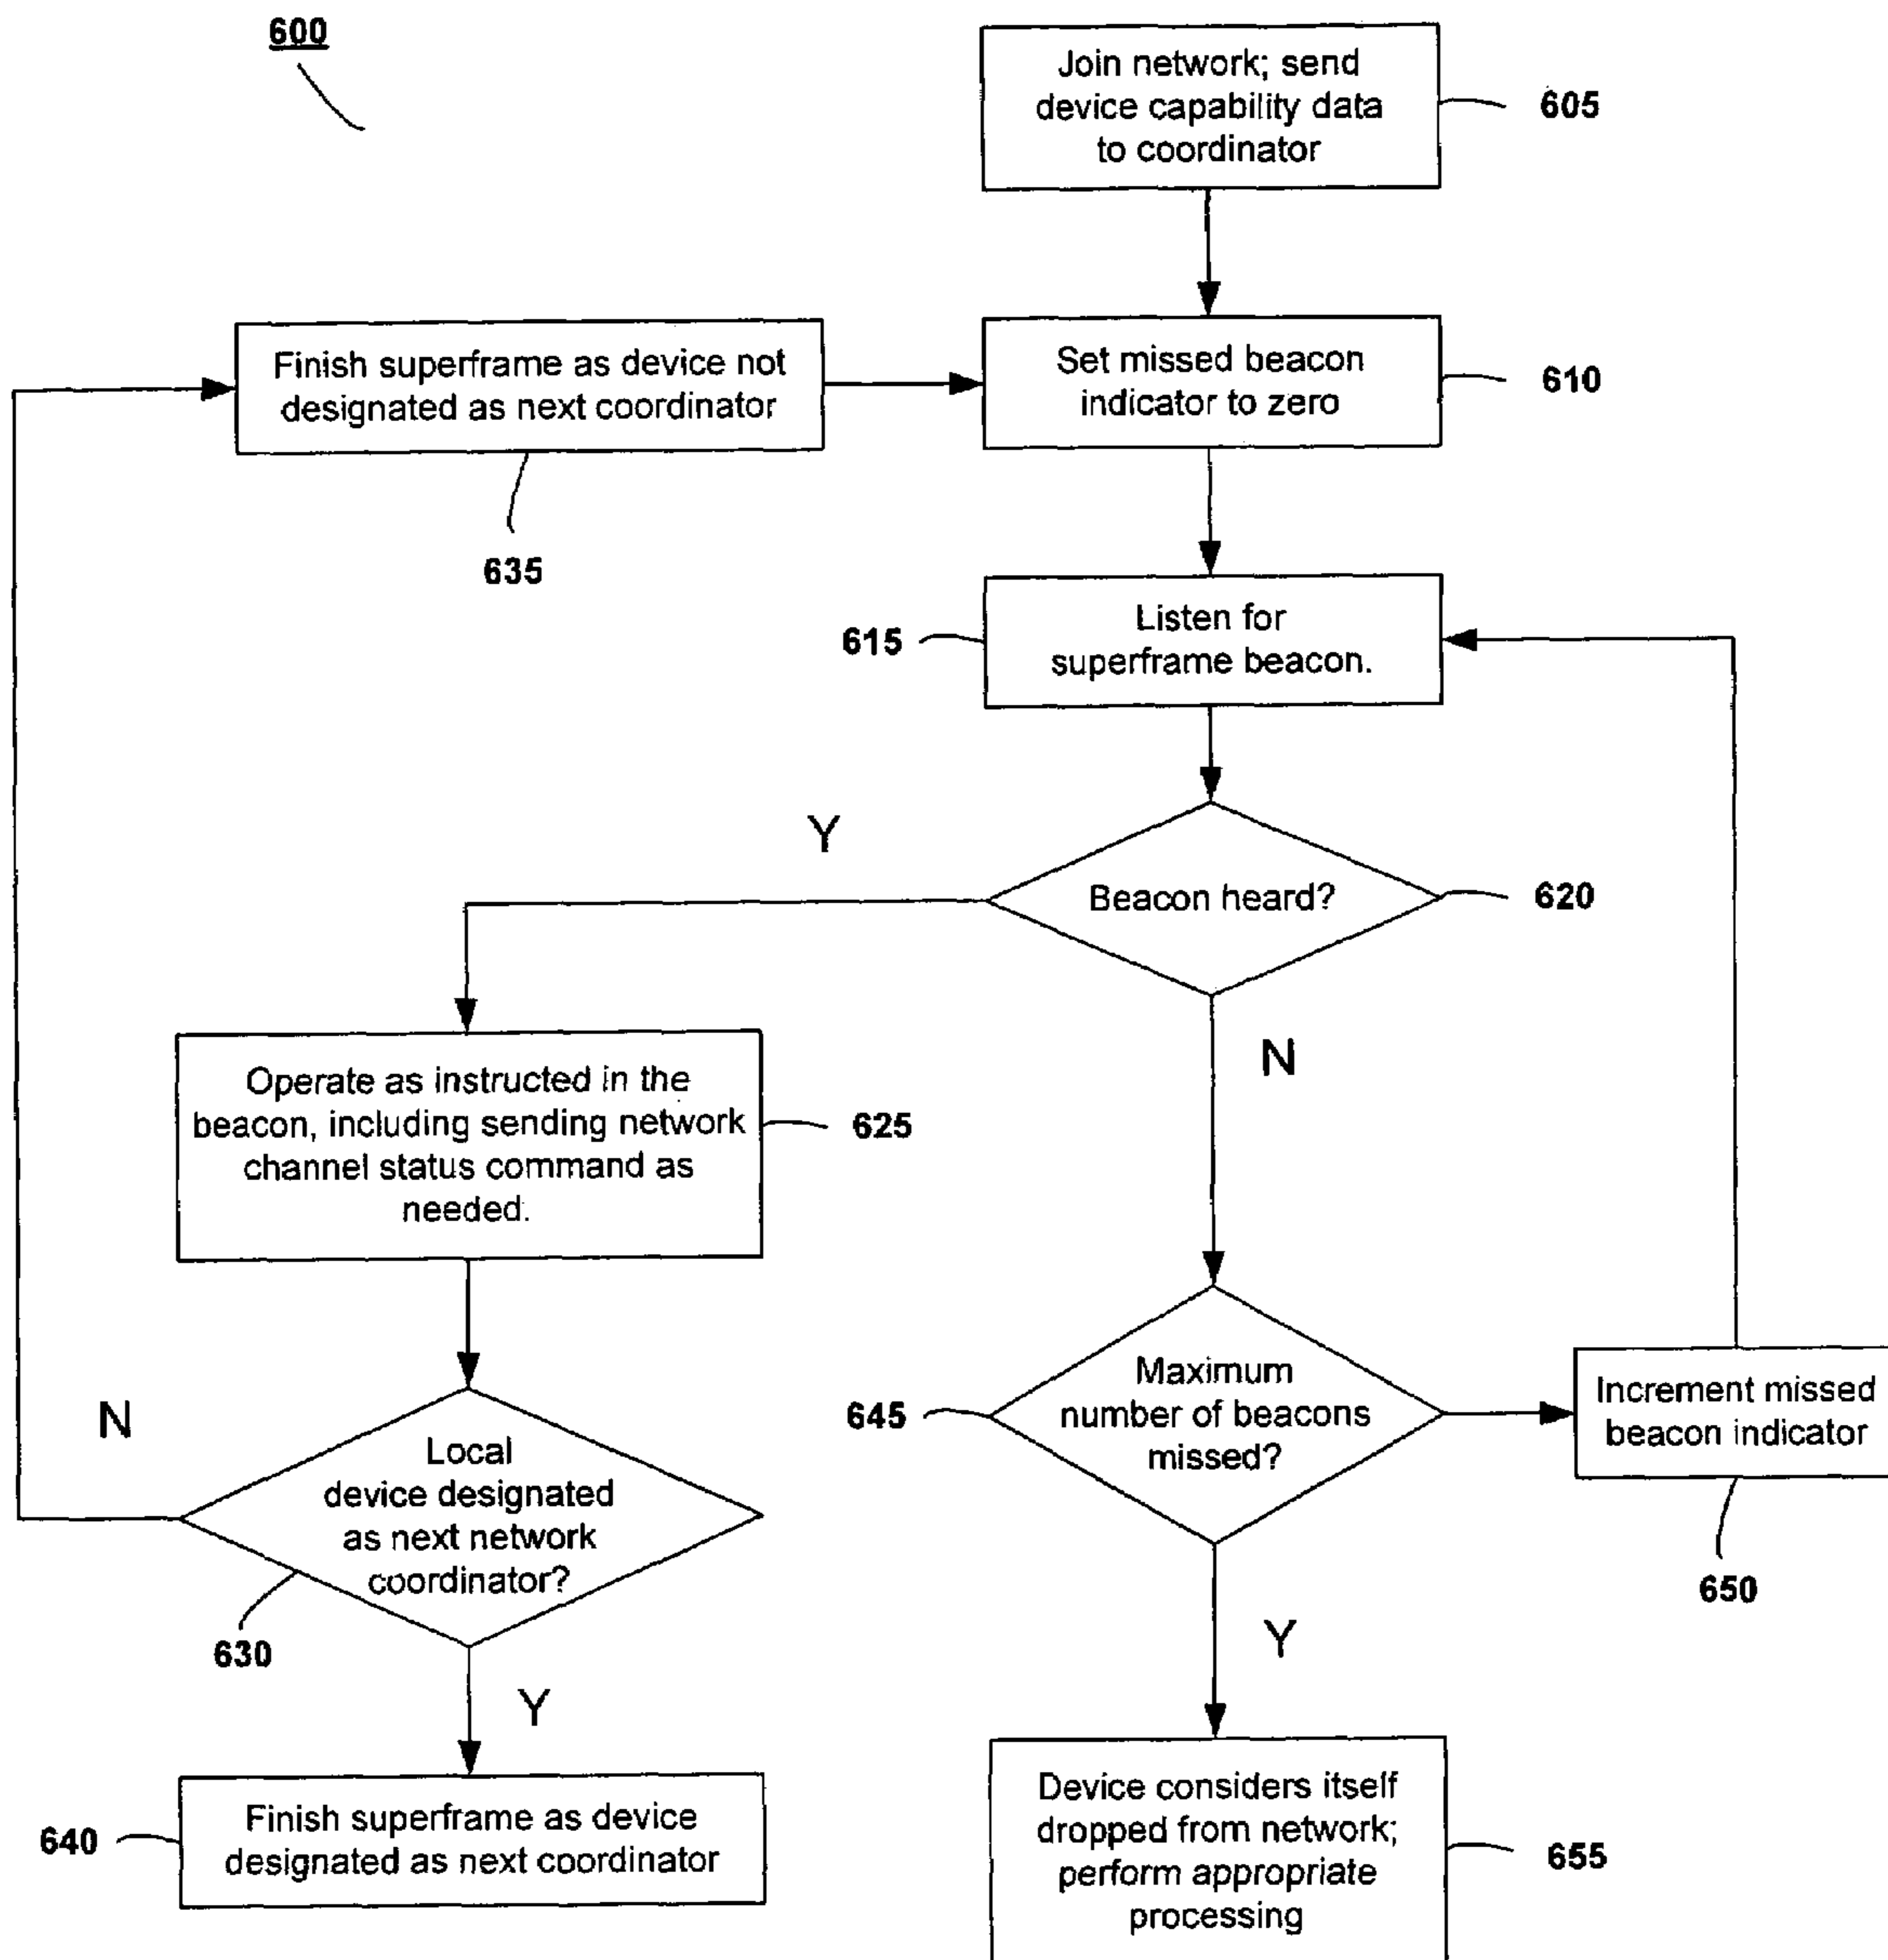 600
Join network; send
device capability data
to coordinator
605
Finish superframe as device not
designated as next coordinator
635
Set missed beacon
indicator to zero
610
Listen for
superframe beacon.
615
Y
Beacon heard?
620
N
Operate as instructed in the
beacon, including sending network
channel status command as
needed.
625
Maximum
number of beacons
missed?
645
Increment missed
beacon indicator
650
N
Local
device designated
as next network
coordinator?
630
Y
Y
Finish superframe as device
designated as next coordinator
640
Device considers itself
dropped from network;
perform appropriate
processing
655